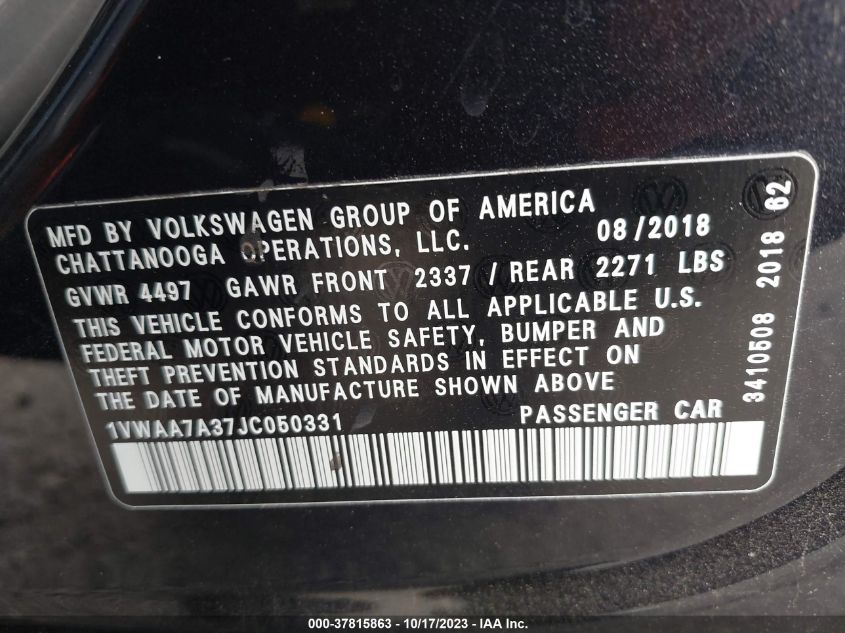 MFD BY VOLKSWAGEN GROUP OF AMERICA
CHATTANOOGA OPERATIONS, LLC. 08/2018
GVWR 4497 GAWR FRONT 2337 / REAR 2271 LBS
THIS VEHICLE CONFORMS TO ALL APPLICABLE U.S.
FEDERAL MOTOR VEHICLE SAFETY, BUMPER AND
THEFT PREVENTION STANDARDS IN EFFECT ON
THE DATE OF MANUFACTURE SHOWN ABOVE
1VWAA7A37JC050331 PASSENGER CAR
3410508 2018 62
000-37815863 - 10/17/2023 - IAA Inc.